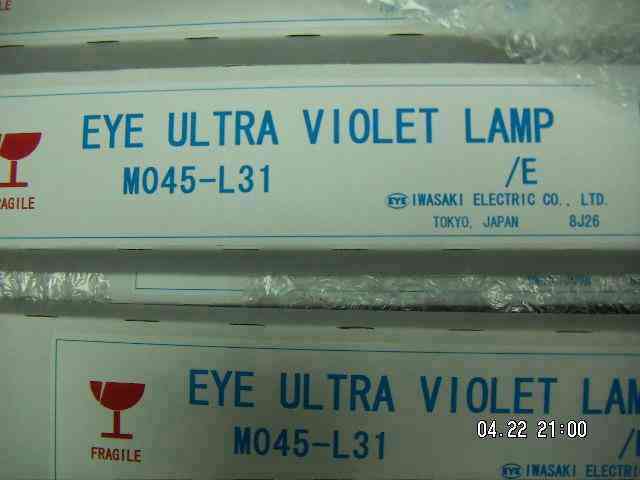 LE
EYE ULTRA VIOLET LAMP
M045-L31 /E
FRAGILE
EYE IWASAKI ELECTRIC CO., LTD.
TOKYO, JAPAN 8J26
EYE ULTRA VIOLET LAM
M045-L31 /E
FRAGILE
EYE IWASAKI ELECTRI
04.22 21:00